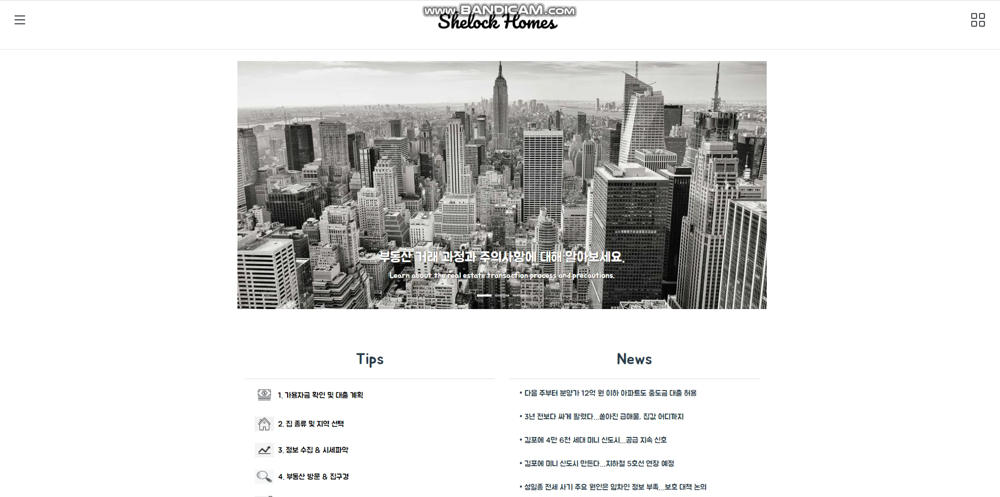 www.BANDICAM.com
Shelock Homes
부동산 거래 과정과 주의사항에 대해 알아보세요.
Learn about the real estate transaction process and precautions.
Tips
1. 가용자금 확인 및 대출 계획
2. 집 종류 및 지역 선택
3. 정보 수집 & 시세파악
4. 부동산 방문 & 집구경
News
• 다음 주부터 분양가 12억 원 이하 아파트도 중도금 대출 허용
• 3년 전보다 싸게 팔렸다...쏟아진 급매물, 집값 어디까지
• 김포에 4만 6천 세대 미니 신도시...공급 지속 신호
• 김포에 미니 신도시 만든다...지하철 5호선 연장 예정
• 성일종 전세 사기 주요 원인은 임차인 정보 부족...보호 대책 논의